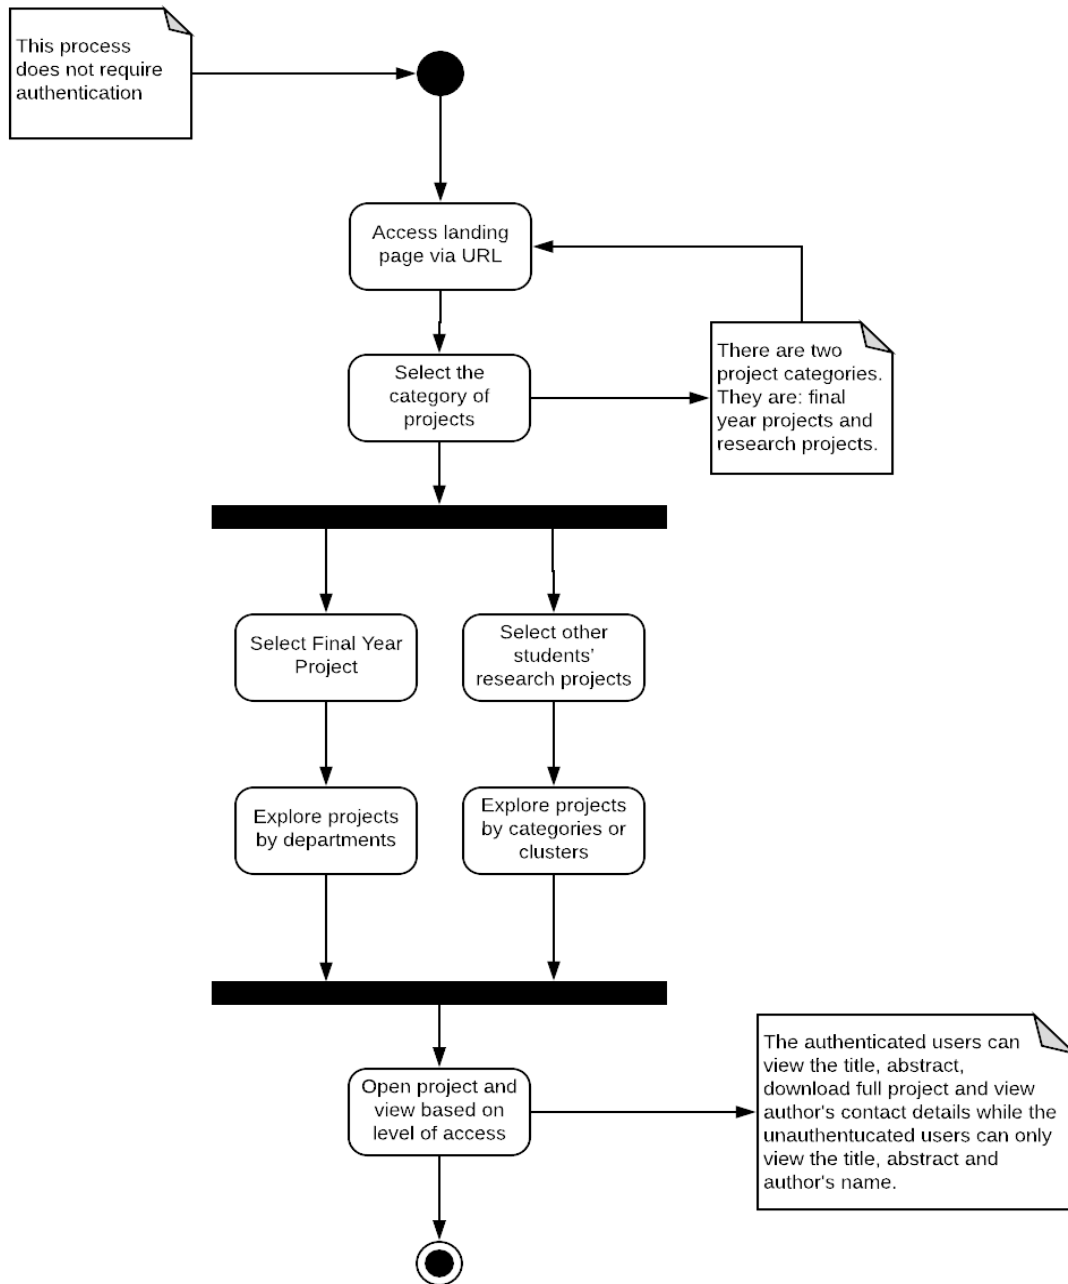 This process
does not require
authentication
Access landing
page via URL
Select the
category of
projects
There are two
project categories.
They are: final
year projects and
research projects.
Select Final Year
Project
Select other
students’
research projects
Explore projects
by departments
Explore projects
by categories or
clusters
Open project and
view based on
level of access
The authenticated users can
view the title, abstract,
download full project and view
author's contact details while the
unauthentucated users can only
view the title, abstract and
author's name.